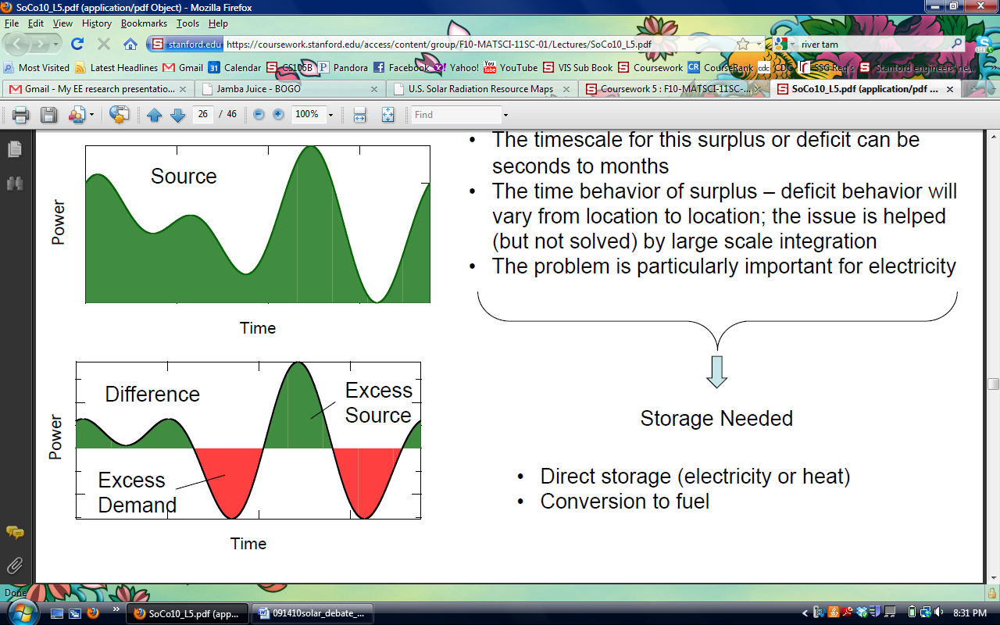 SoCo10_L5.pdf (application/pdf Object) - Mozilla Firefox
File Edit View History Bookmarks Tools Help
stanford.edu https://coursework.stanford.edu/access/content/group/F10-MATSCI-11SC-01/Lectures/SoCo10_L5.pdf river tam
Most Visited Latest Headlines Gmail 31 Calendar CS106B Pandora Facebook Yahoo! YouTube VIS Sub Book Coursework CR CourseRank cdc CDC SSG Reg's Stanford engineers, ne...
Gmail - My EE research presentatio... Jamba Juice - BOGO U.S. Solar Radiation Resource Maps Coursework 5 : F10-MATSCI-11SC-... SoCo10_L5.pdf (application/pdf ...
26 / 46 100% Find
Source
Power
Time
• The timescale for this surplus or deficit can be
seconds to months
• The time behavior of surplus – deficit behavior will
vary from location to location; the issue is helped
(but not solved) by large scale integration
• The problem is particularly important for electricity
Difference
Excess
Source
Excess
Demand
Power
Time
Storage Needed
• Direct storage (electricity or heat)
• Conversion to fuel
Done
SoCo10_L5.pdf (app... 091410solar_debate_... 8:31 PM